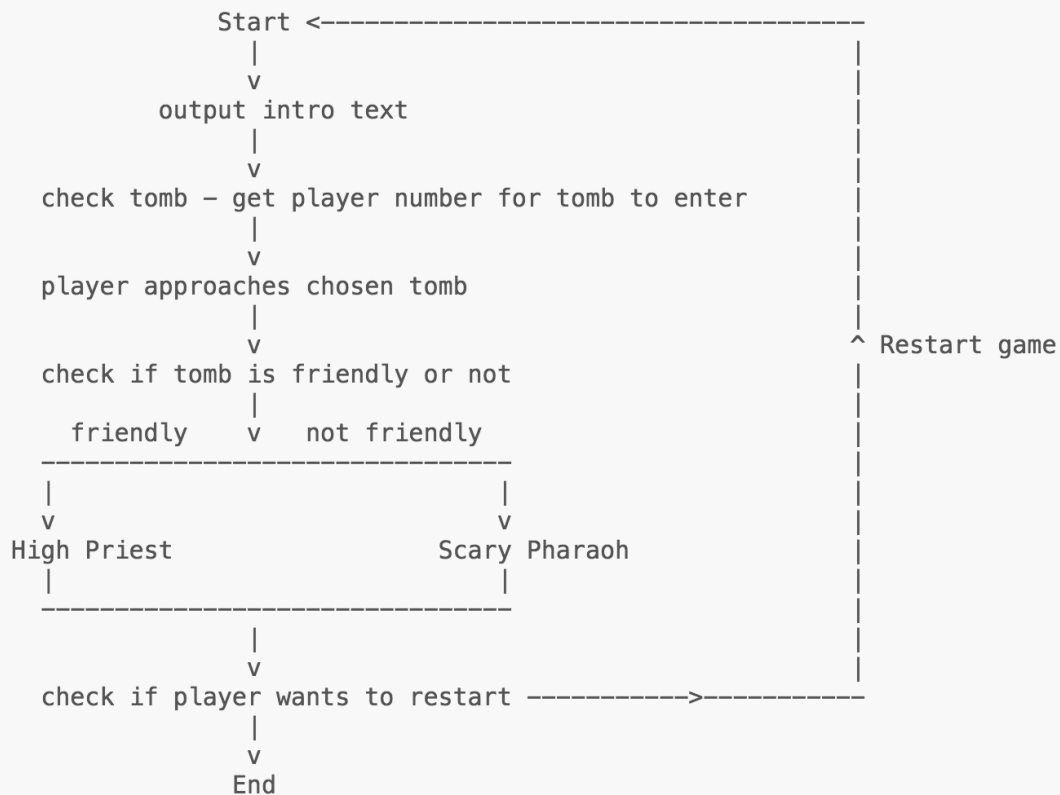 Start <-------------------------------------
|
v
output intro text
|
v
check tomb – get player number for tomb to enter
|
v
player approaches chosen tomb
|
v
^ Restart game
check if tomb is friendly or not
|
friendly v not friendly
--------------------------------
| |
v v
High Priest Scary Pharaoh
| |
--------------------------------
|
v
check if player wants to restart ----------->-----------
|
v
End